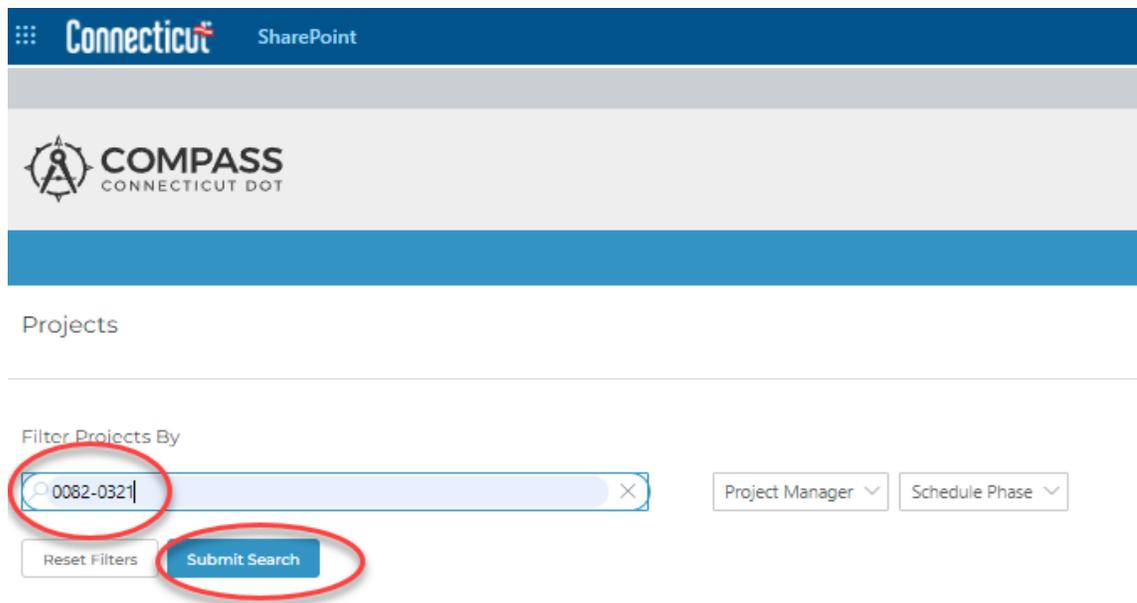 Connecticut SharePoint
COMPASS
CONNECTICUT DOT
Projects
Filter Projects By
0082-0321 Project Manager Schedule Phase
Reset Filters Submit Search